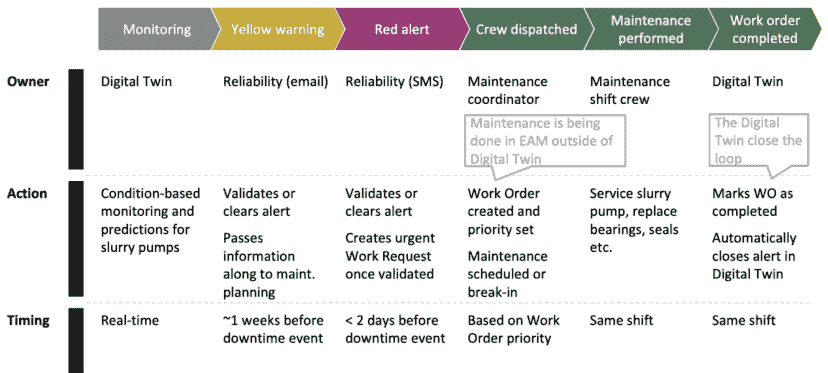 Monitoring
Yellow warning
Red alert
Crew dispatched
Maintenance
performed
Work order
completed
Owner
Digital Twin
Reliability (email)
Reliability (SMS)
Maintenance
coordinator
Maintenance
shift crew
Digital Twin
Maintenance is being
done in EAM outside of
Digital Twin
The Digital
Twin close the
loop
Action
Condition-based
monitoring and
predictions for
slurry pumps
Validates or
clears alert
Passes
information
along to maint.
planning
Validates or
clears alert
Creates urgent
Work Request
once validated
Work Order
created and
priority set
Maintenance
scheduled or
break-in
Service slurry
pump, replace
bearings, seals
etc.
Marks WO as
completed
Automatically
closes alert in
Digital Twin
Timing
Real-time
~1 weeks before
downtime event
< 2 days before
downtime event
Based on Work
Order priority
Same shift
Same shift